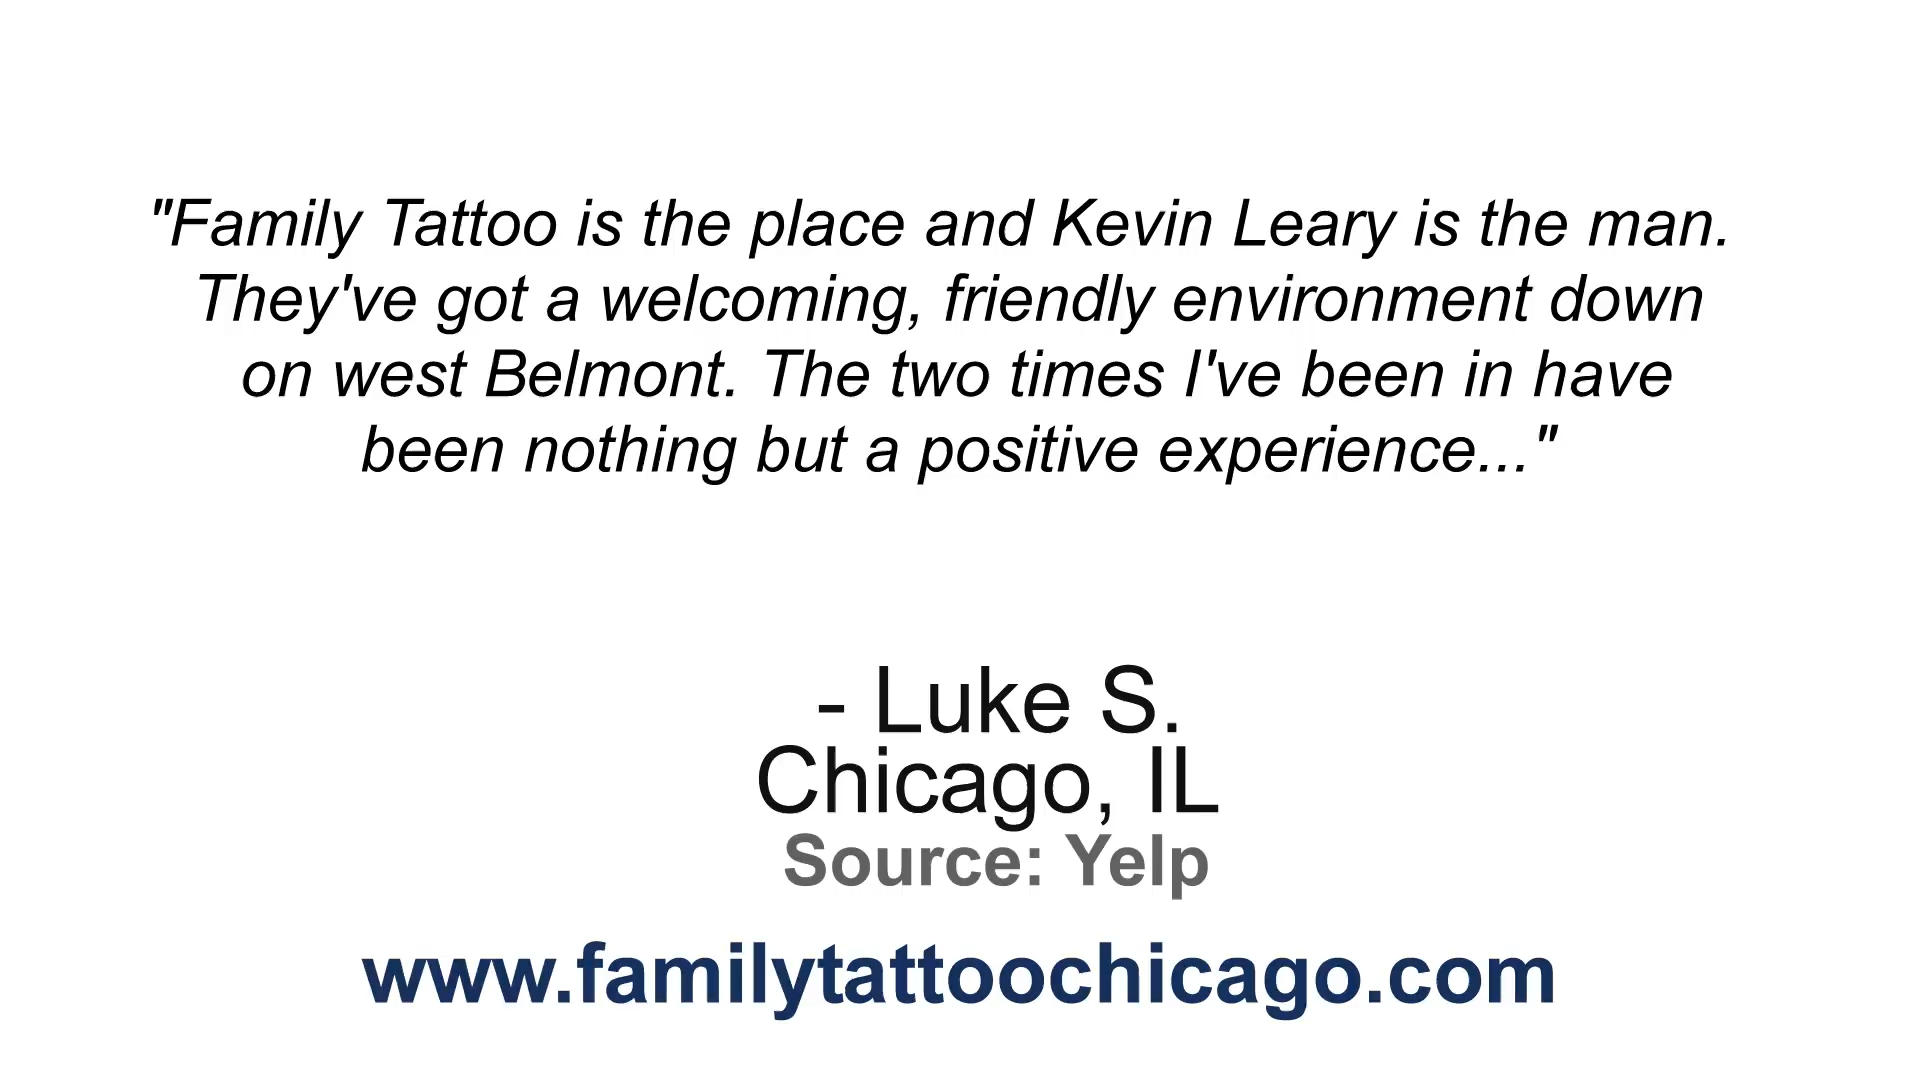 "Family Tattoo is the place and Kevin Leary is the man.
They've got a welcoming, friendly environment down
on west Belmont. The two times I've been in have
been nothing but a positive experience..."
- Luke S.
Chicago, IL
Source: Yelp
www.familytattoochicago.com